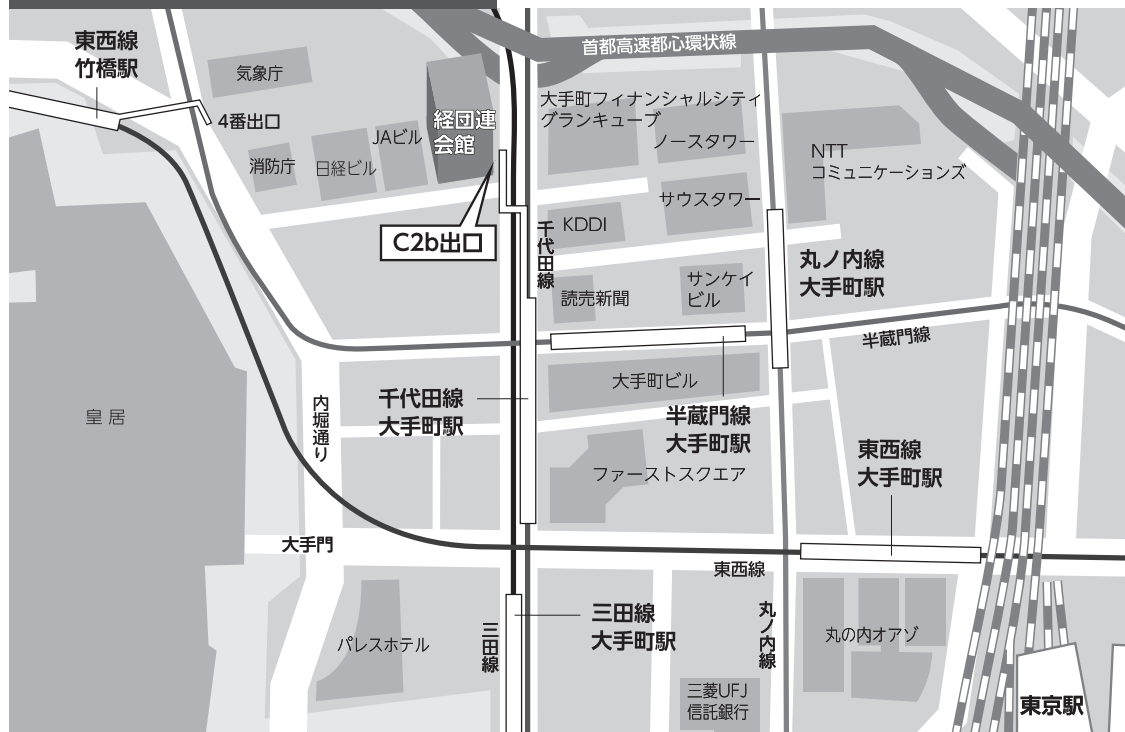 首都高速都心環状線
東西線
竹橋駅
気象庁
4番出口
消防庁
日経ビル
JAビル
経団連
会館
大手町フィナンシャルシティ
グランキューブ
ノースタワー
サウスタワー
NTT
コミュニケーションズ
KDDI
C2b出口
千代田線
読売新聞
サンケイ
ビル
丸ノ内線
大手町駅
半蔵門線
大手町ビル
千代田線
大手町駅
半蔵門線
大手町駅
皇居
内堀通り
東西線
大手町駅
ファーストスクエア
大手門
東西線
三田線
大手町駅
三田線
丸ノ内線
パレスホテル
丸の内オアゾ
三菱UFJ
信託銀行
東京駅